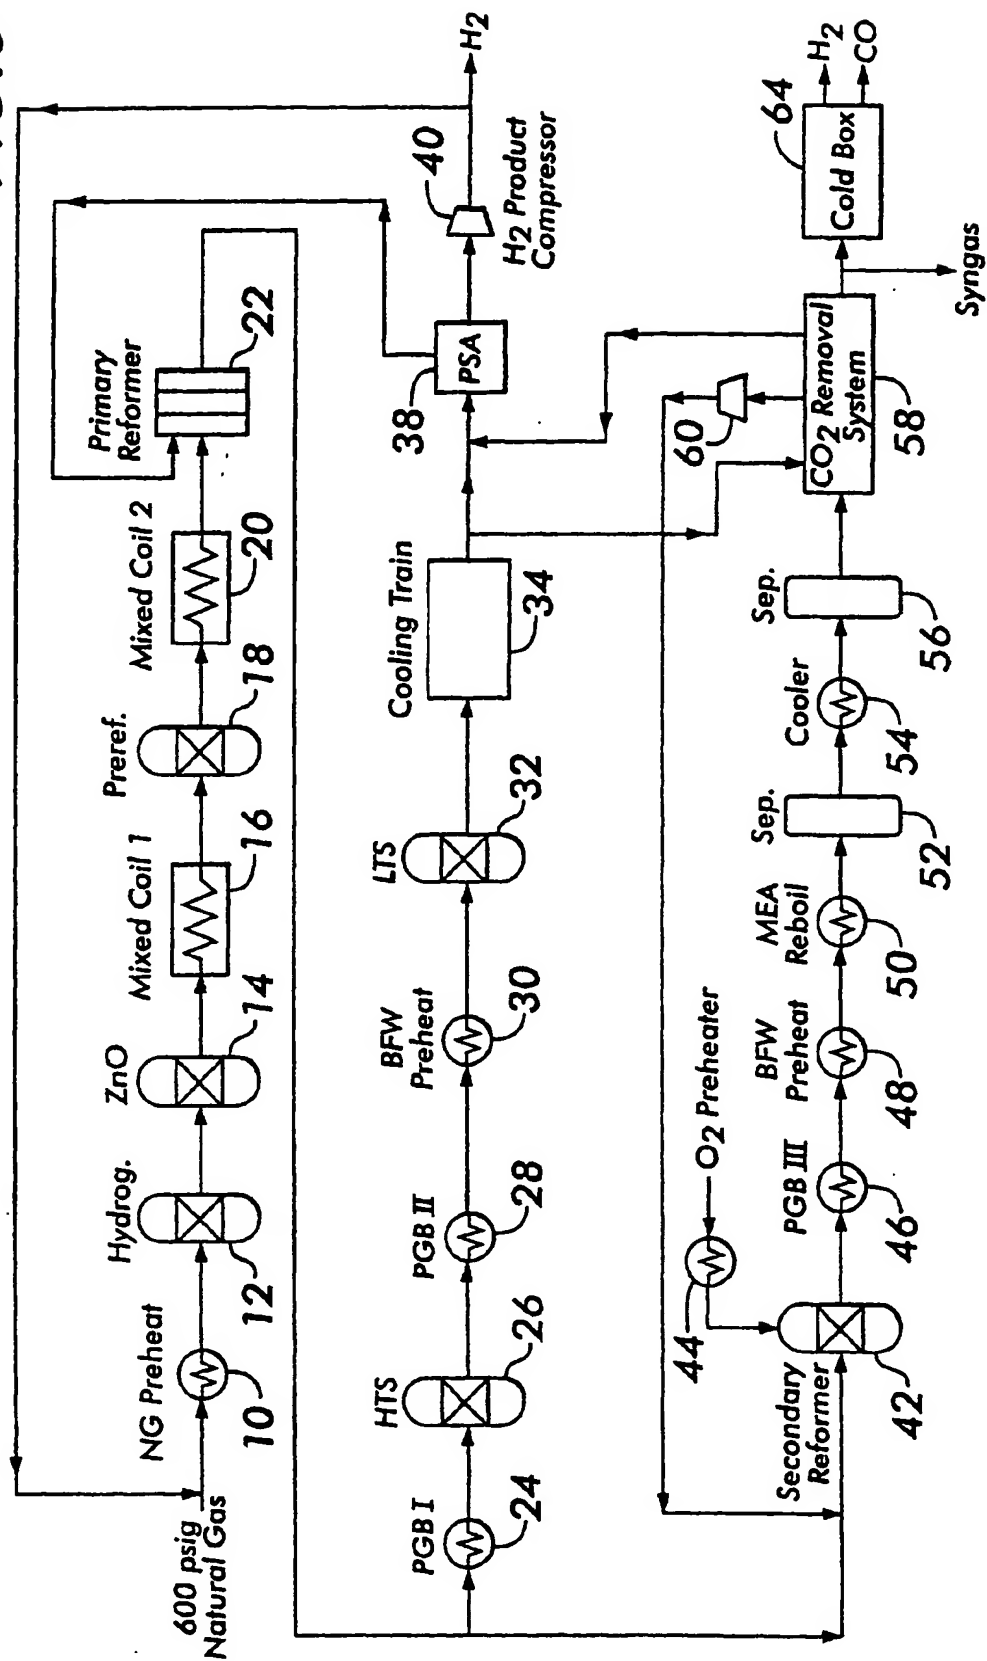 600 psig
Natural Gas
NG Preheat
10
Hydrog.
12
ZnO
14
Mixed Coil 1
16
Preref.
18
Mixed Coil 2
20
Primary
Reformer
22
PGB I
24
HTS
26
PGB II
28
BFW
Preheat
30
LTS
32
Cooling Train
34
PSA
38
40
H2 Product
Compressor
H2
Secondary
Reformer
42
44
O2 Preheater
PGB III
46
BFW
Preheat
48
MEA
Reboil
50
Sep.
52
Cooler
54
Sep.
56
CO2 Removal
System
58
60
Syngas
Cold Box
64
H2
CO